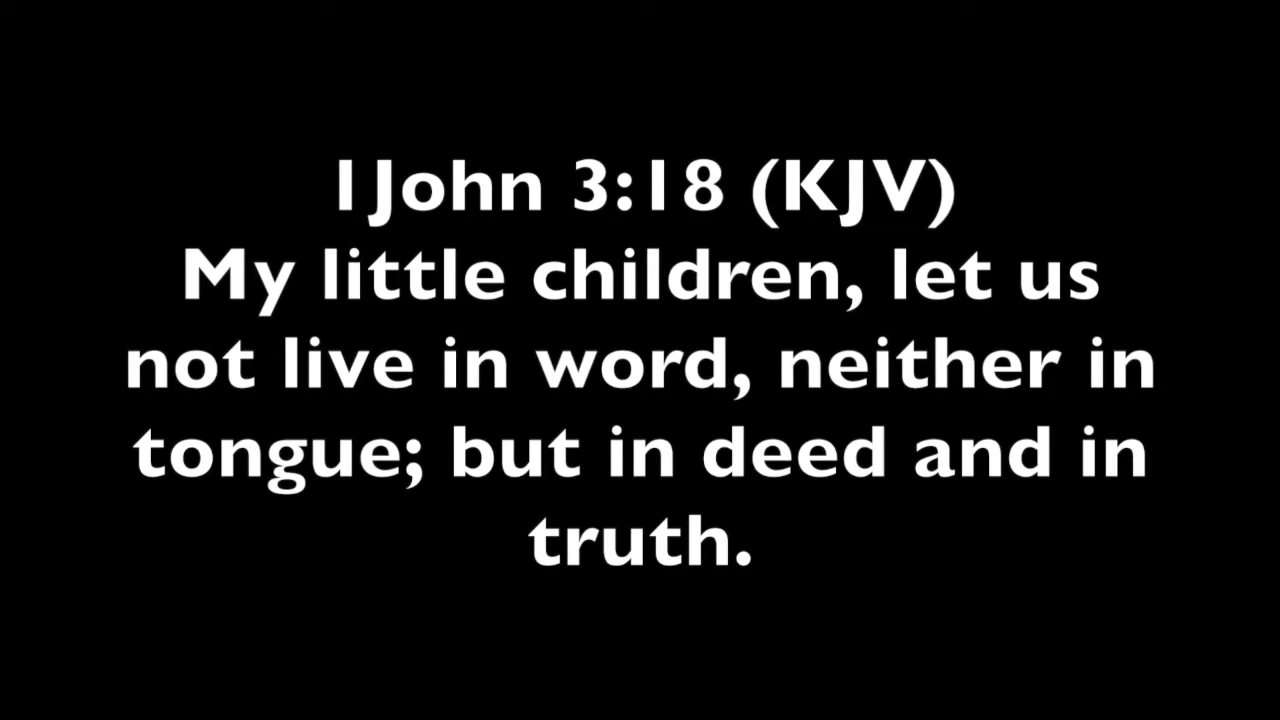 1 John 3:18 (KJV)
My little children, let us
not live in word, neither in
tongue; but in deed and in
truth.